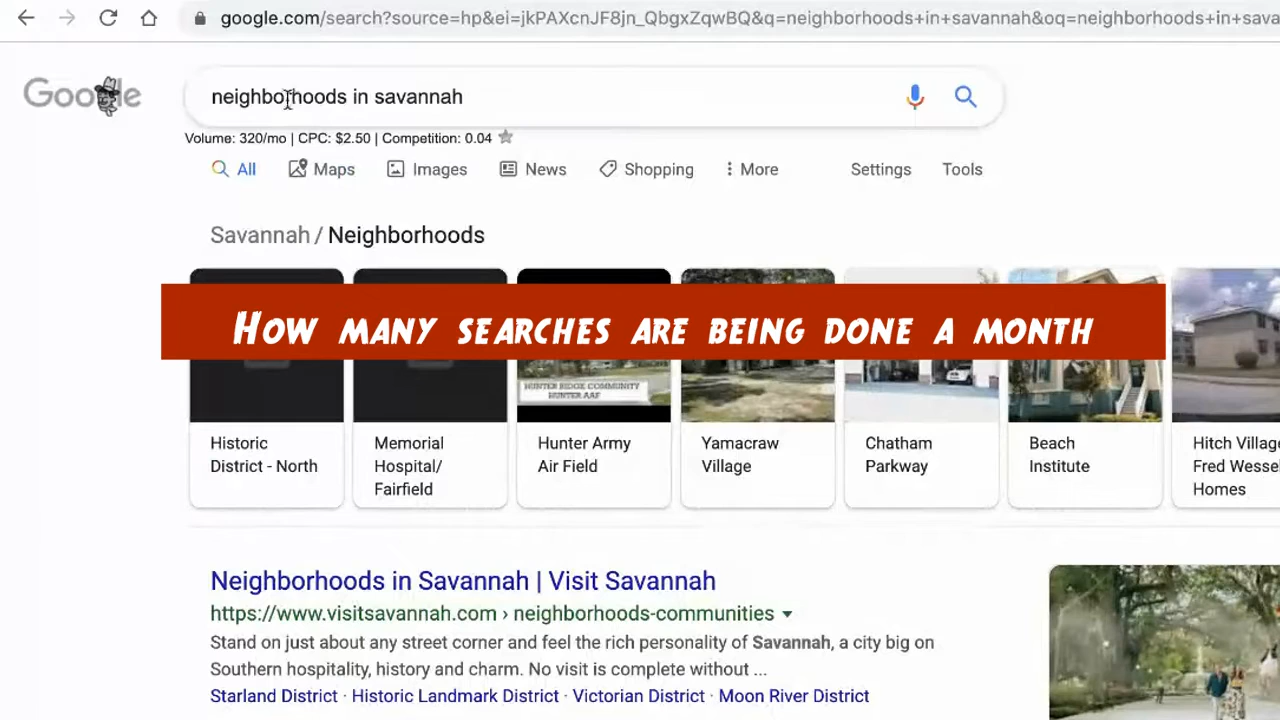 google.com/search?source=hp&ei=jkPAXcnJF8jn_QbgxZqwBQ&q=neighborhoods+in+savannah&oq=neighborhoods+in+sava
Google
neighborhoods in savannah
Volume: 320/mo | CPC: $2.50 | Competition: 0.04
All Maps Images News Shopping More Settings Tools
Savannah / Neighborhoods
How many searches are being done a month
HUNTER RIDGE COMMUNITY
HUNTER AAF
Historic
District - North
Memorial
Hospital/
Fairfield
Hunter Army
Air Field
Yamacraw
Village
Chatham
Parkway
Beach
Institute
Hitch Village
Fred Wesse
Homes
Neighborhoods in Savannah | Visit Savannah
https://www.visitsavannah.com › neighborhoods-communities
Stand on just about any street corner and feel the rich personality of Savannah, a city big on
Southern hospitality, history and charm. No visit is complete without ...
Starland District · Historic Landmark District · Victorian District · Moon River District